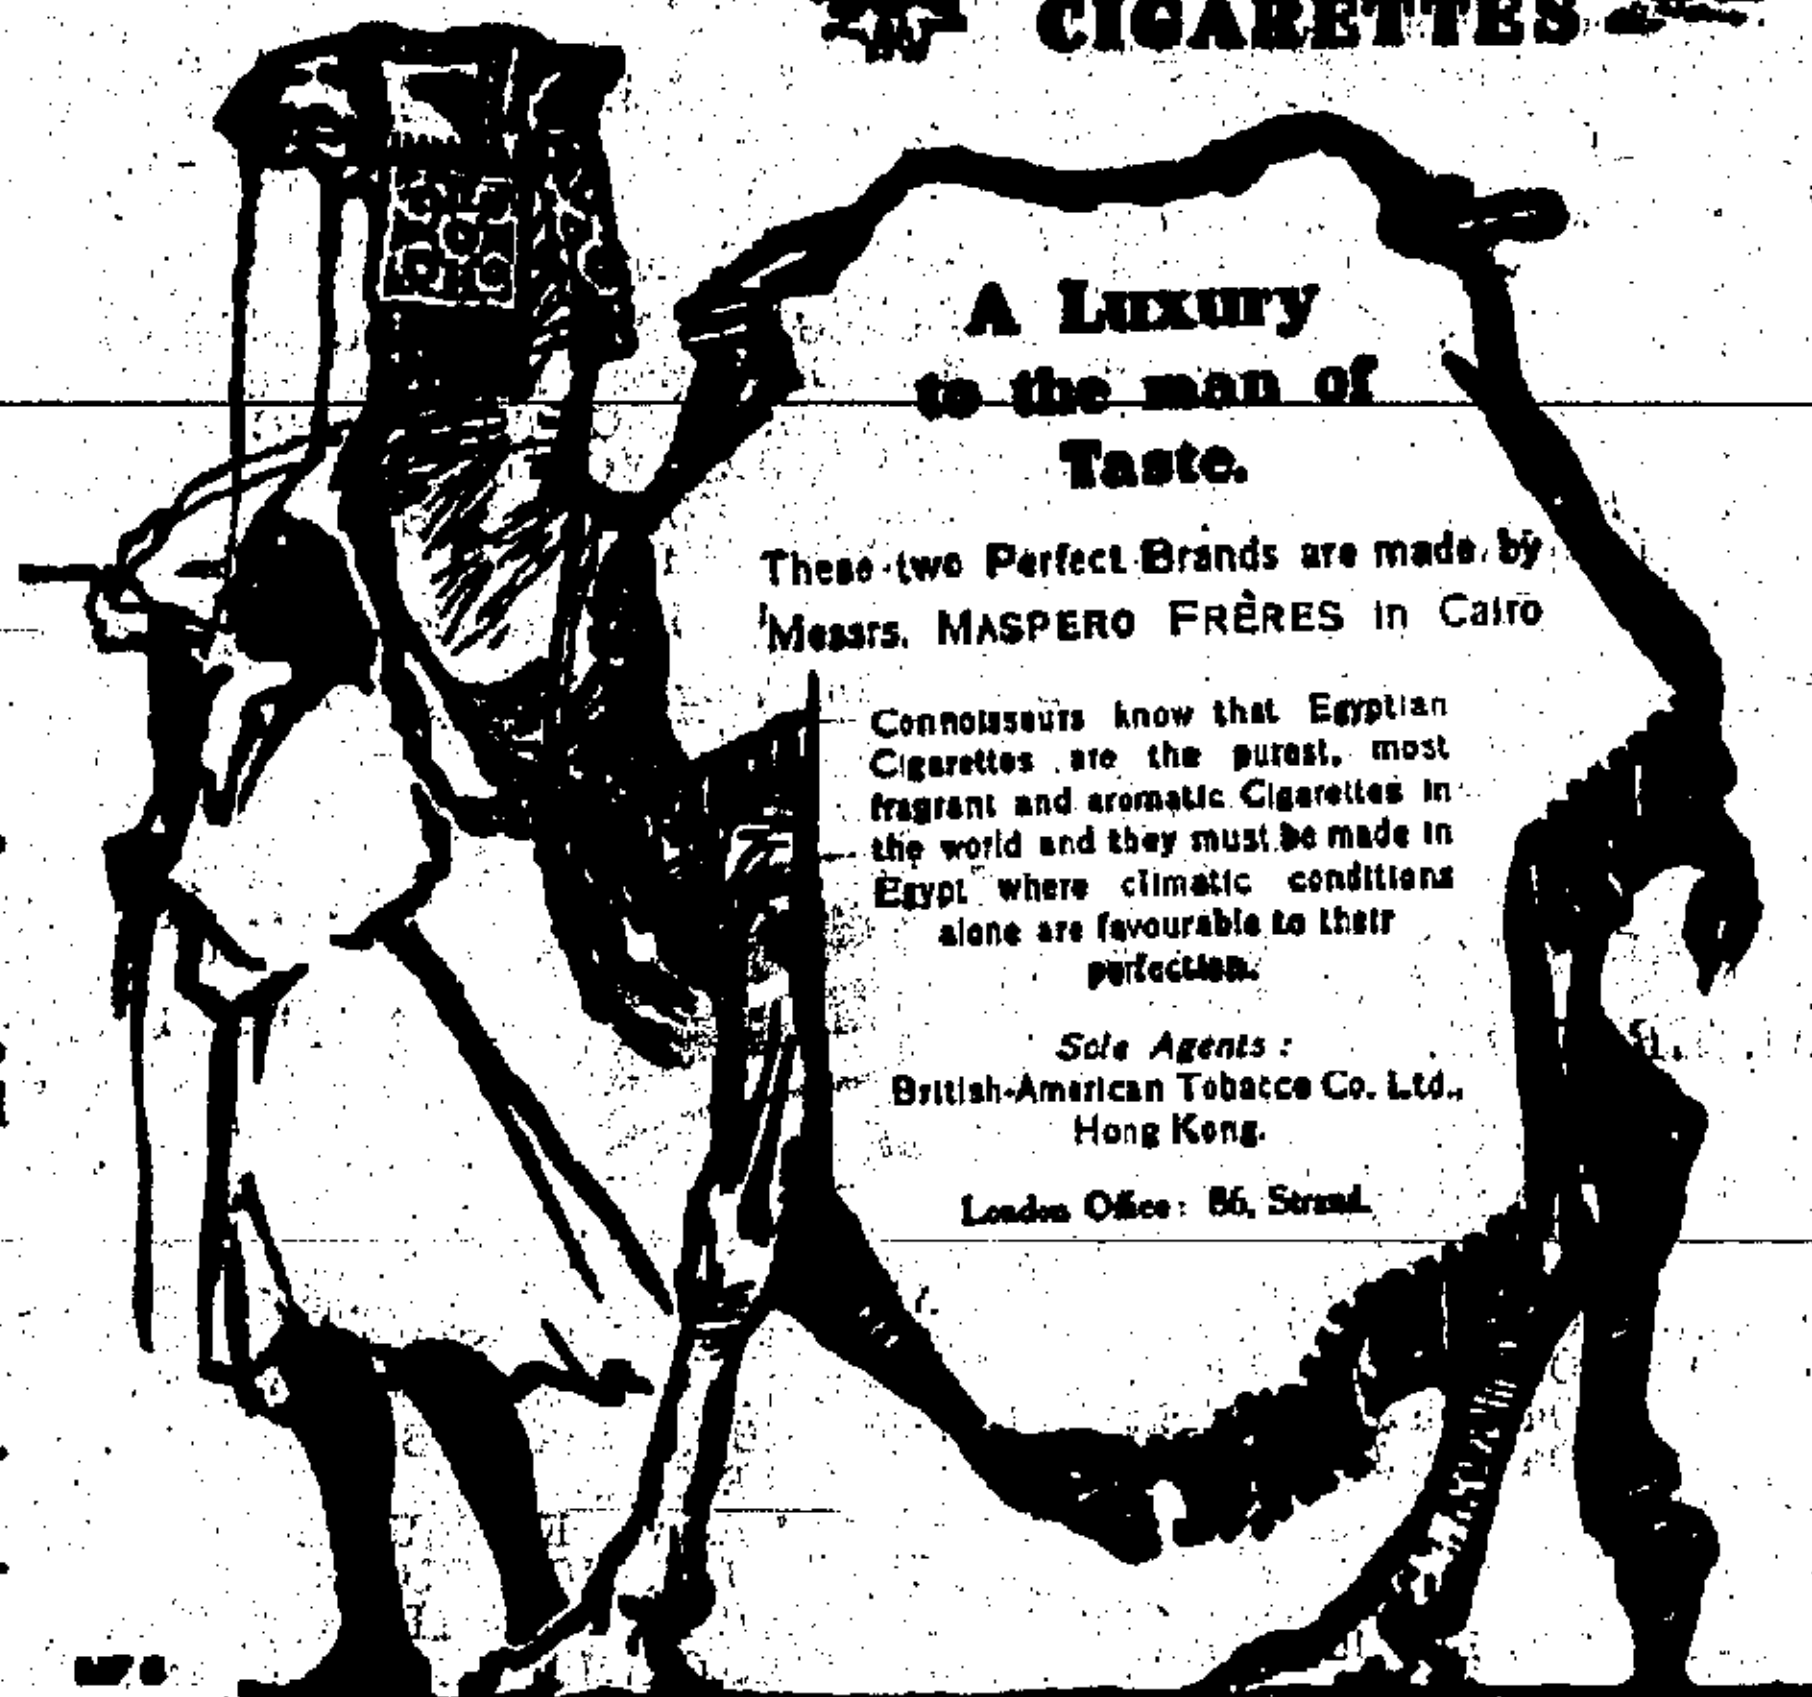 CIGARETTES
A Luxury
to the man of
Taste.
These two Perfect Brands are made by
Messrs. MASPERO FRÊRES in Cairo
Connoisseurs know that Egyptian
Cigarettes are the purest, most
fragrant and aromatic Cigarettes in
the world and they must be made in
Egypt where climatic conditions
alone are favourable to their
perfection.
Sole Agents:
British-American Tobacco Co. Ltd.,
Hong Kong.
London Office: 86, Strand.